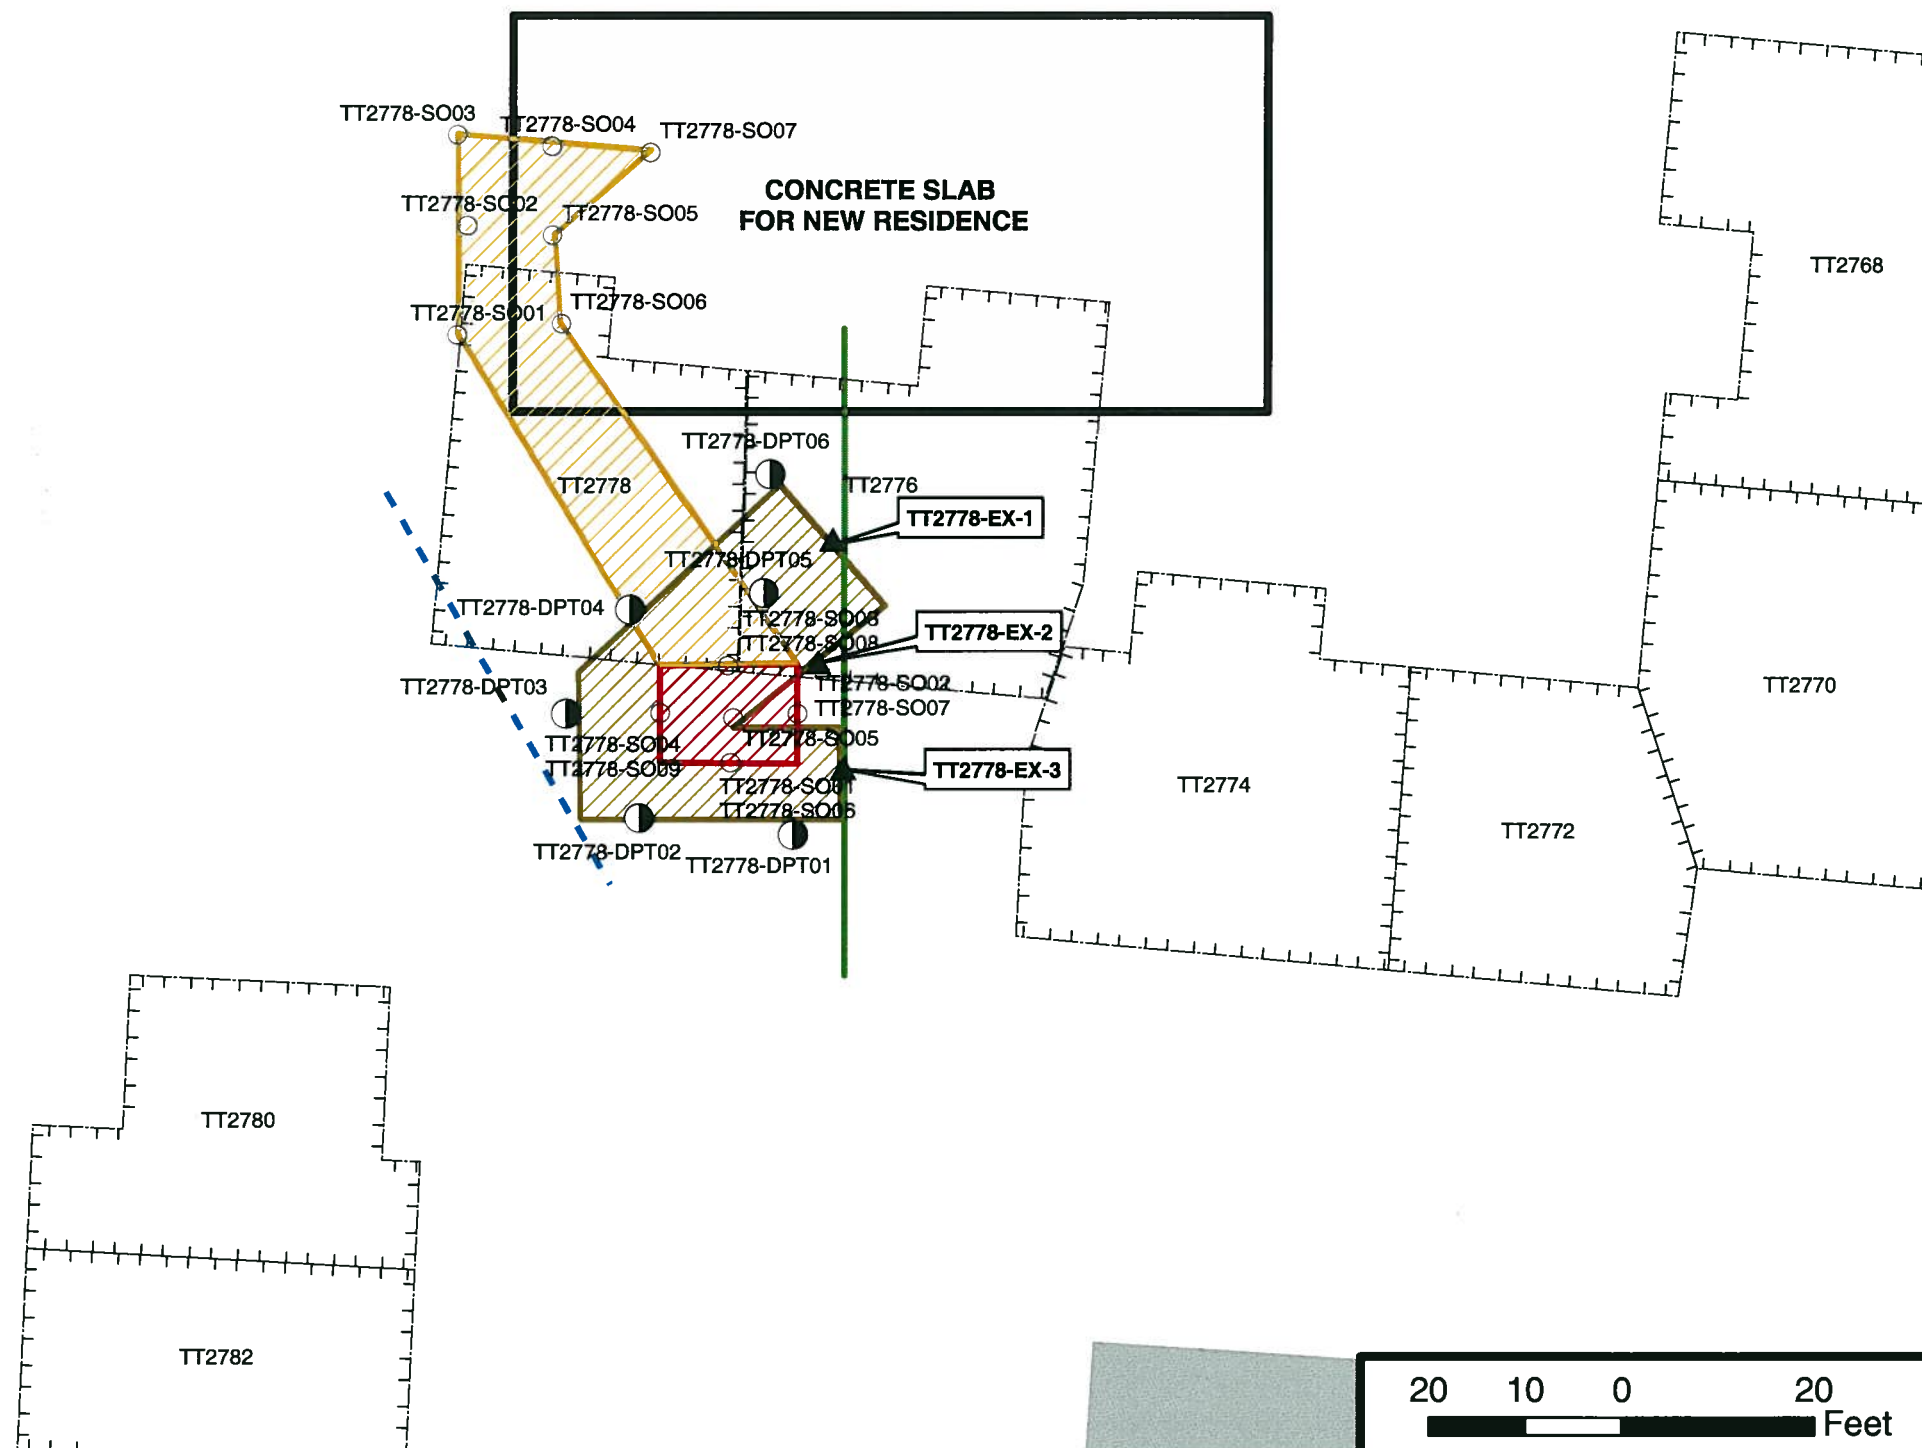 TT2778-SO03
TT2778-SO04
TT2778-SO07
CONCRETE SLAB
FOR NEW RESIDENCE
TT2778-SO02
TT2778-SO05
TT2768
TT2778-SO06
TT2778-SO01
TT2778-DPT06
TT2778
TT2776
TT2778-EX-1
TT2778-DPT05
TT2778-DPT04
TT2778-SO03
TT2778-EX-2
TT2778-SO08
TT2778-DPT03
TT2778-SO02
TT2770
TT2778-SO07
TT2778-SO04
TT2778-SO05
TT2778-SO09
TT2778-EX-3
TT2778-SO01
TT2774
TT2778-SO06
TT2772
TT2778-DPT02
TT2778-DPT01
TT2780
TT2782
20 10 0 20
Feet